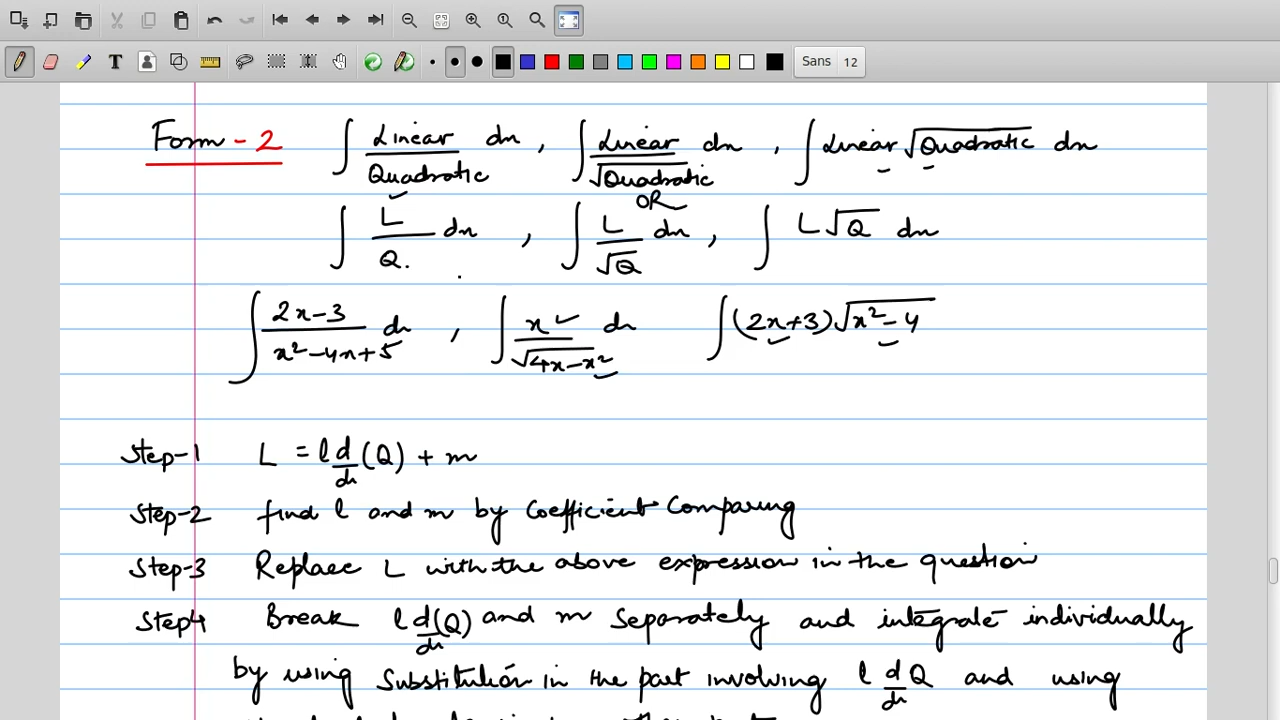 Sans 12
Form-2 ∫ Linear/Quadratic dx , ∫ Linear/√Quadratic dx , ∫ Linear √Quadratic dx
OR
∫ L/Q. dx , ∫ L/√Q dx , ∫ L√Q dx
∫ (2x-3)/(x²-4x+5) dx , ∫ x/√(4x-x²) dx ∫(2x+3)√(x²-4)
Step-1 L = l d/dx (Q) + m
Step-2 find l and m by Coefficient Comparing
Step-3 Replace L with the above expression in the question
Step4 Break l d/dx(Q) and m Separately and integrate individually
by using Substitution in the part involving l d/dx Q and using